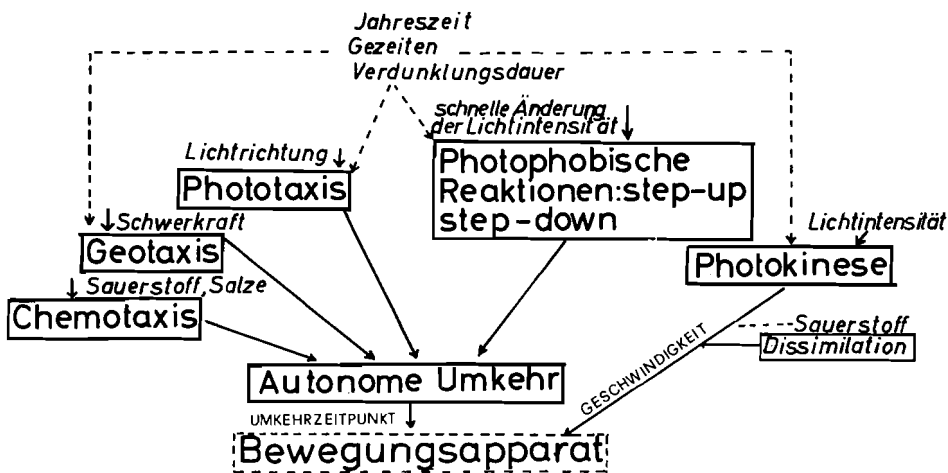 Jahreszeit
Gezeiten
Verdunklungsdauer
schnelle Änderung
der Lichtintensität
Lichtrichtung
Phototaxis
Photophobische
Reaktionen:step-up
step-down
Schwerkraft
Geotaxis
Lichtintensität
Photokinese
Sauerstoff, Salze
Chemotaxis
Sauerstoff
Dissimilation
GESCHWINDIGKEIT
Autonome Umkehr
UMKEHRZEITPUNKT
Bewegungsapparat